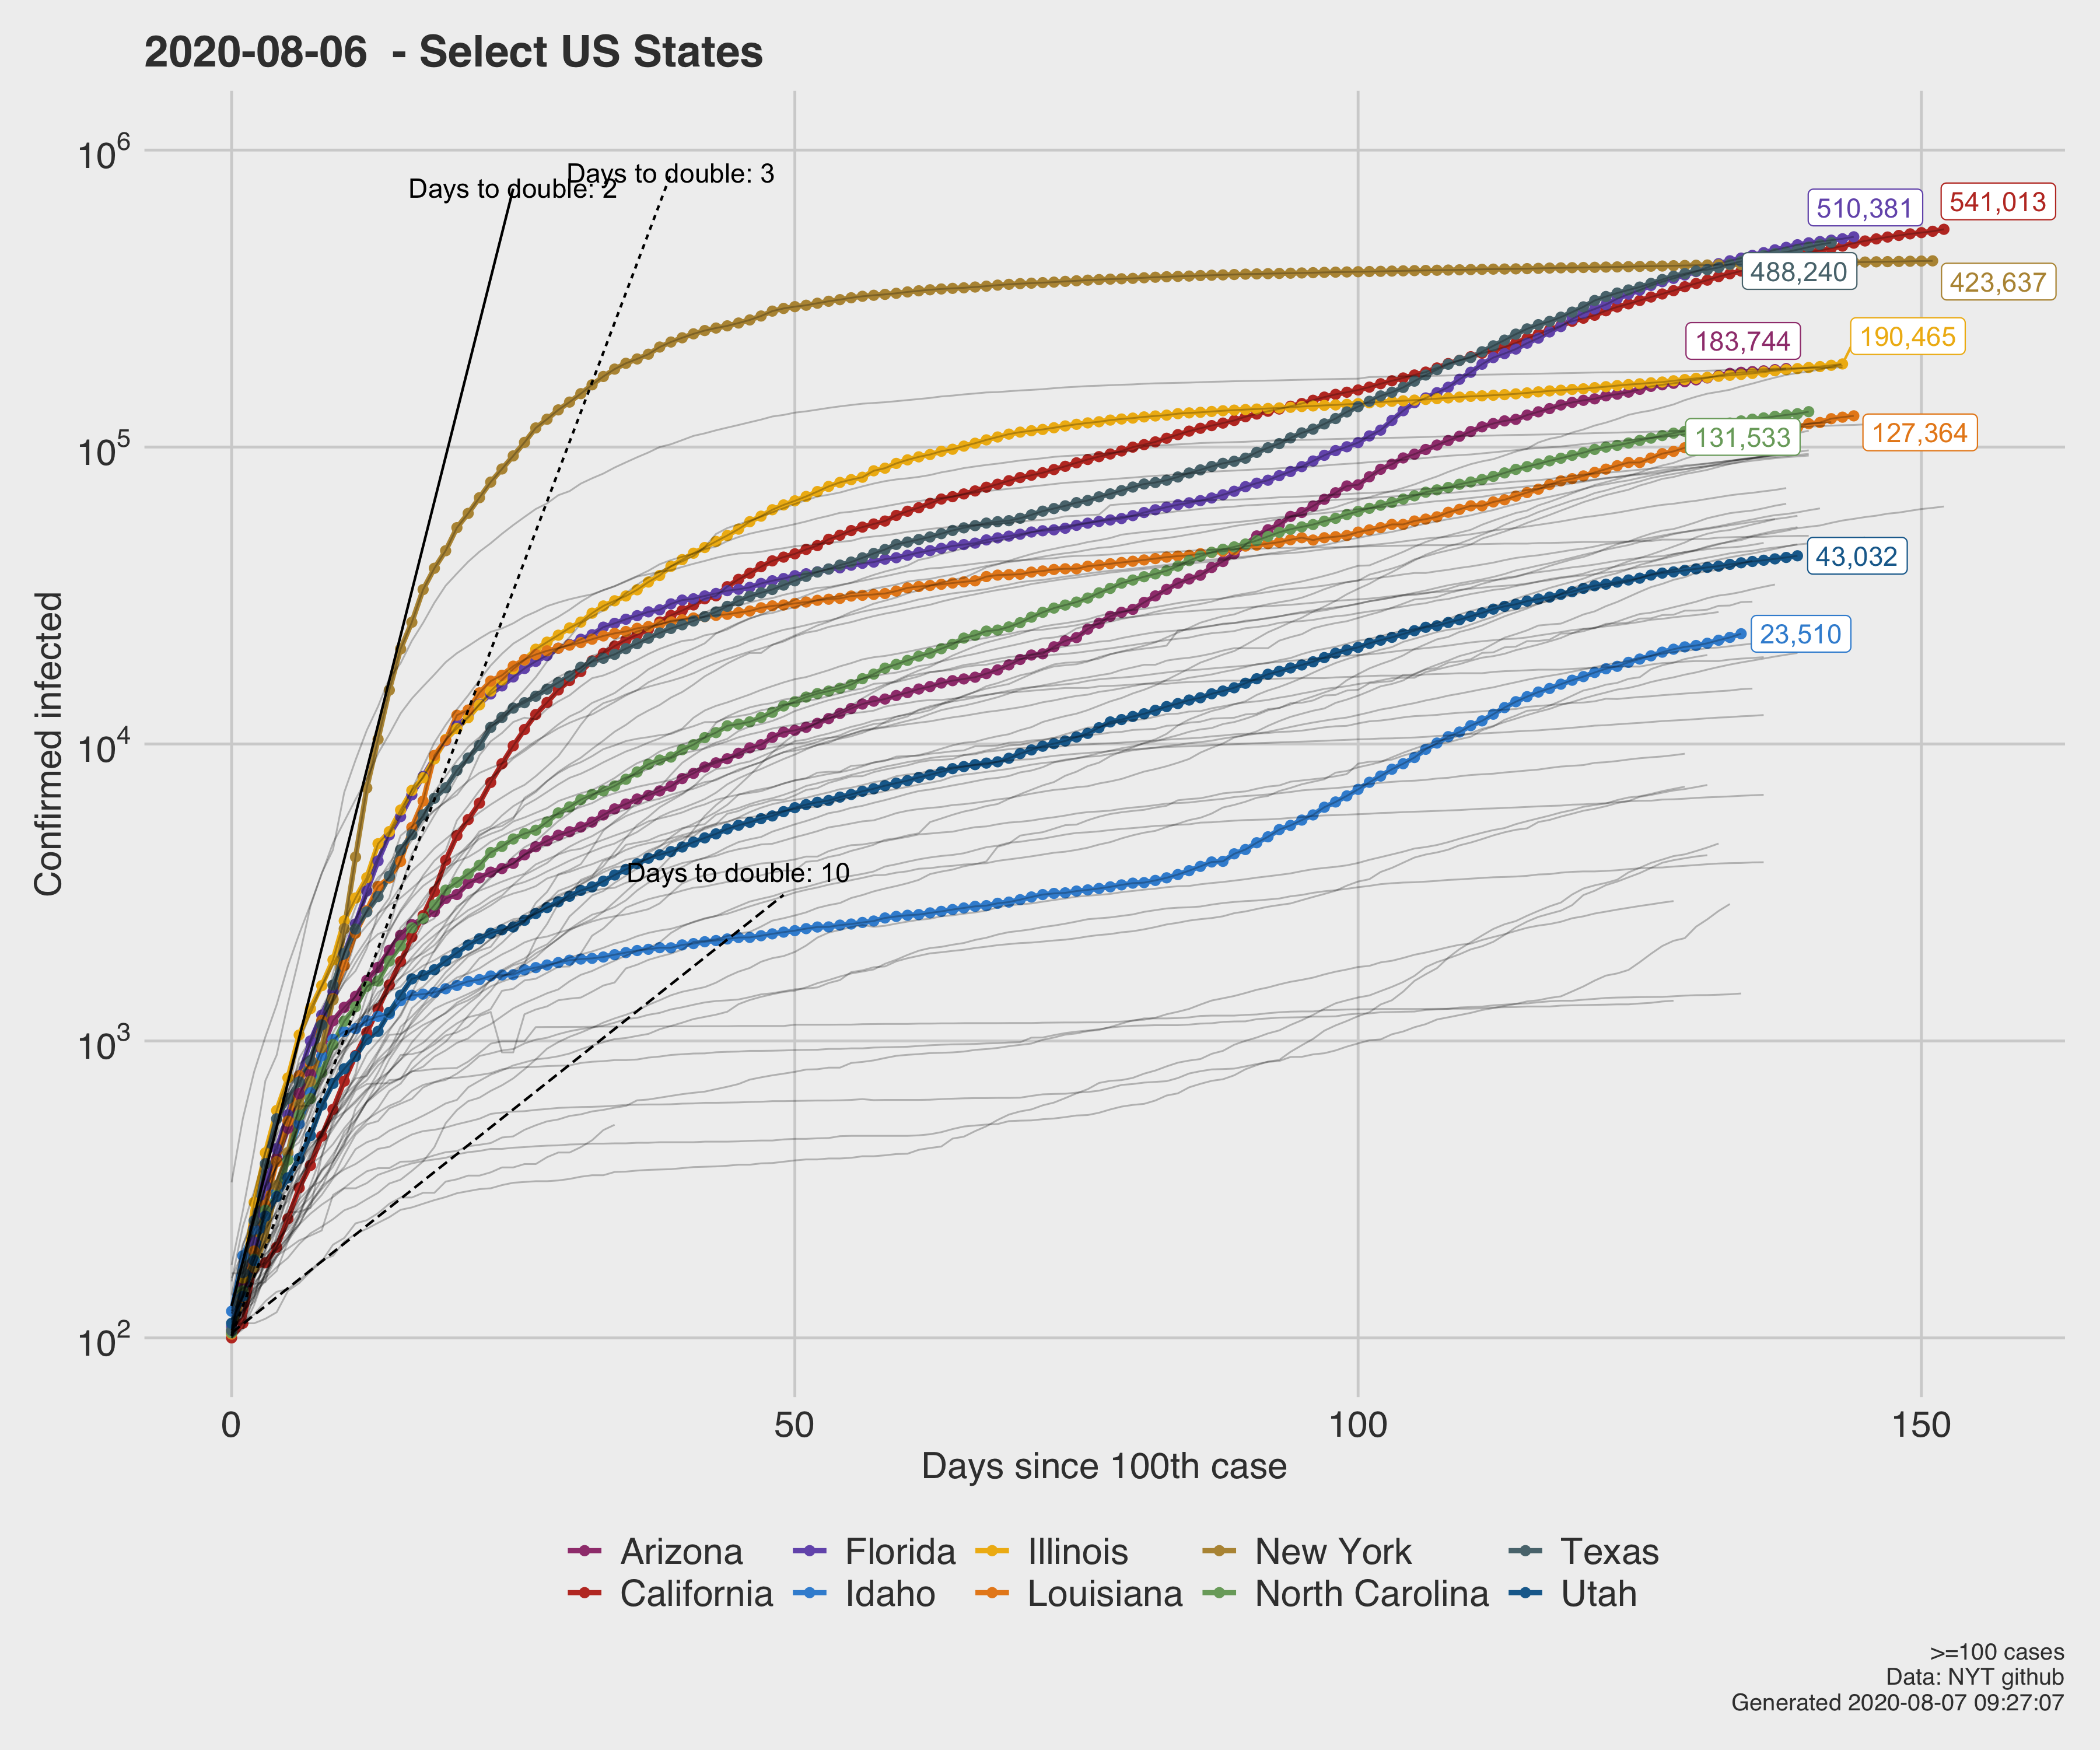 2020-08-06  - Select US States
Confirmed infected
10^6
10^5
10^4
10^3
10^2
Days to double: 2
Days to double: 3
Days to double: 10
510,381
541,013
488,240
423,637
183,744
190,465
131,533
127,364
43,032
23,510
0 50 100 150
Days since 100th case
Arizona Florida Illinois New York Texas
California Idaho Louisiana North Carolina Utah
>=100 cases
Data: NYT github
Generated 2020-08-07 09:27:07